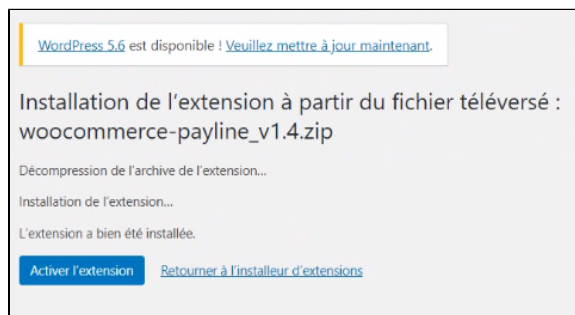 WordPress 5.6 est disponible ! Veuillez mettre à jour maintenant.
Installation de l'extension à partir du fichier téléversé :
woocommerce-payline_v1.4.zip
Décompression de l'archive de l'extension…
Installation de l'extension…
L'extension a bien été installée.
Activer l'extension Retourner à l'installeur d'extensions